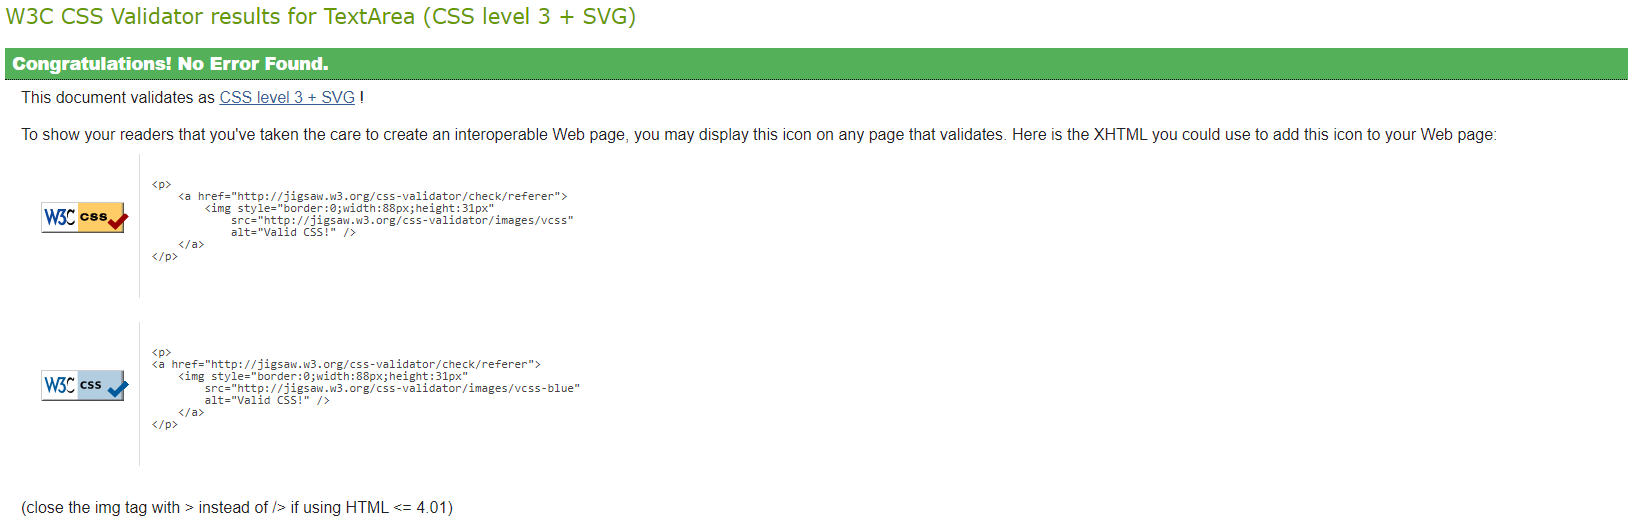 W3C CSS Validator results for TextArea (CSS level 3 + SVG)
Congratulations! No Error Found.
This document validates as CSS level 3 + SVG !
To show your readers that you've taken the care to create an interoperable Web page, you may display this icon on any page that validates. Here is the XHTML you could use to add this icon to your Web page:
<p>
<a href="http://jigsaw.w3.org/css-validator/check/referer">
<img style="border:0;width:88px;height:31px"
W3C css
src="http://jigsaw.w3.org/css-validator/images/vcss"
alt="Valid CSS!" />
</a>
</p>
<p>
<a href="http://jigsaw.w3.org/css-validator/check/referer">
<img style="border:0;width:88px;height:31px"
W3C css
src="http://jigsaw.w3.org/css-validator/images/vcss-blue"
alt="Valid CSS!" />
</a>
</p>
(close the img tag with > instead of /> if using HTML <= 4.01)